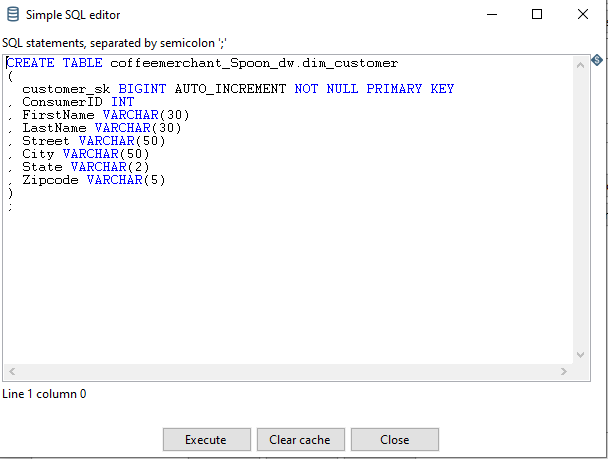 Simple SQL editor
SQL statements, separated by semicolon ';'
CREATE TABLE coffeemerchant_Spoon_dw.dim_customer
(
  customer_sk BIGINT AUTO_INCREMENT NOT NULL PRIMARY KEY
, ConsumerID INT
, FirstName VARCHAR(30)
, LastName VARCHAR(30)
, Street VARCHAR(50)
, City VARCHAR(50)
, State VARCHAR(2)
, Zipcode VARCHAR(5)
)
;
Line 1 column 0
Execute Clear cache Close